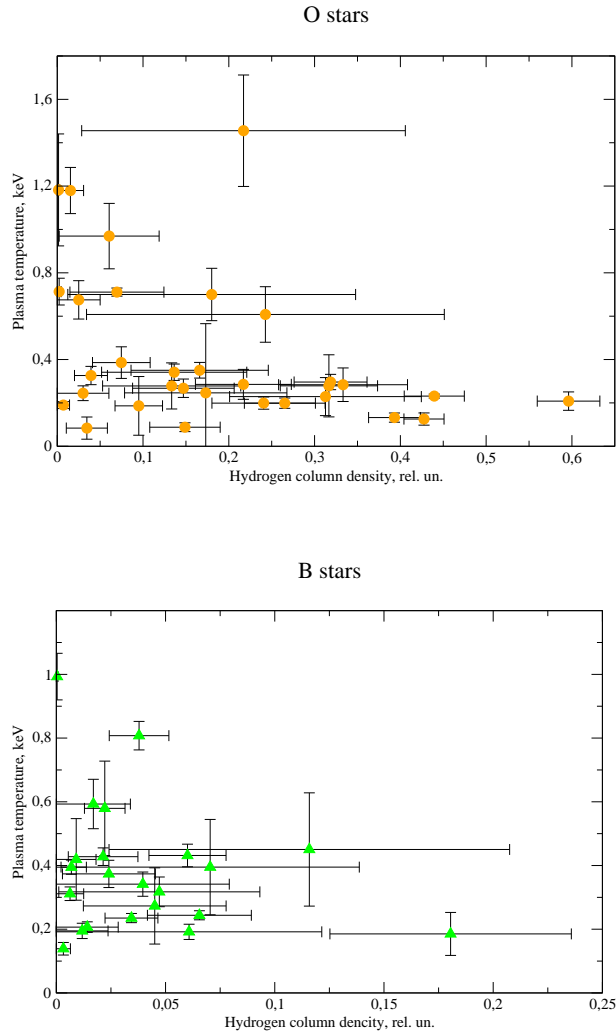 O stars
1,6
1,2
0,8
0,4
0
Plasma temperature, keV
0 0,1 0,2 0,3 0,4 0,5 0,6
Hydrogen column density, rel. un.
B stars
1
0,8
0,6
0,4
0,2
0
Plasma temperature, keV
0 0,05 0,1 0,15 0,2 0,25
Hydrogen column dencity, rel. un.